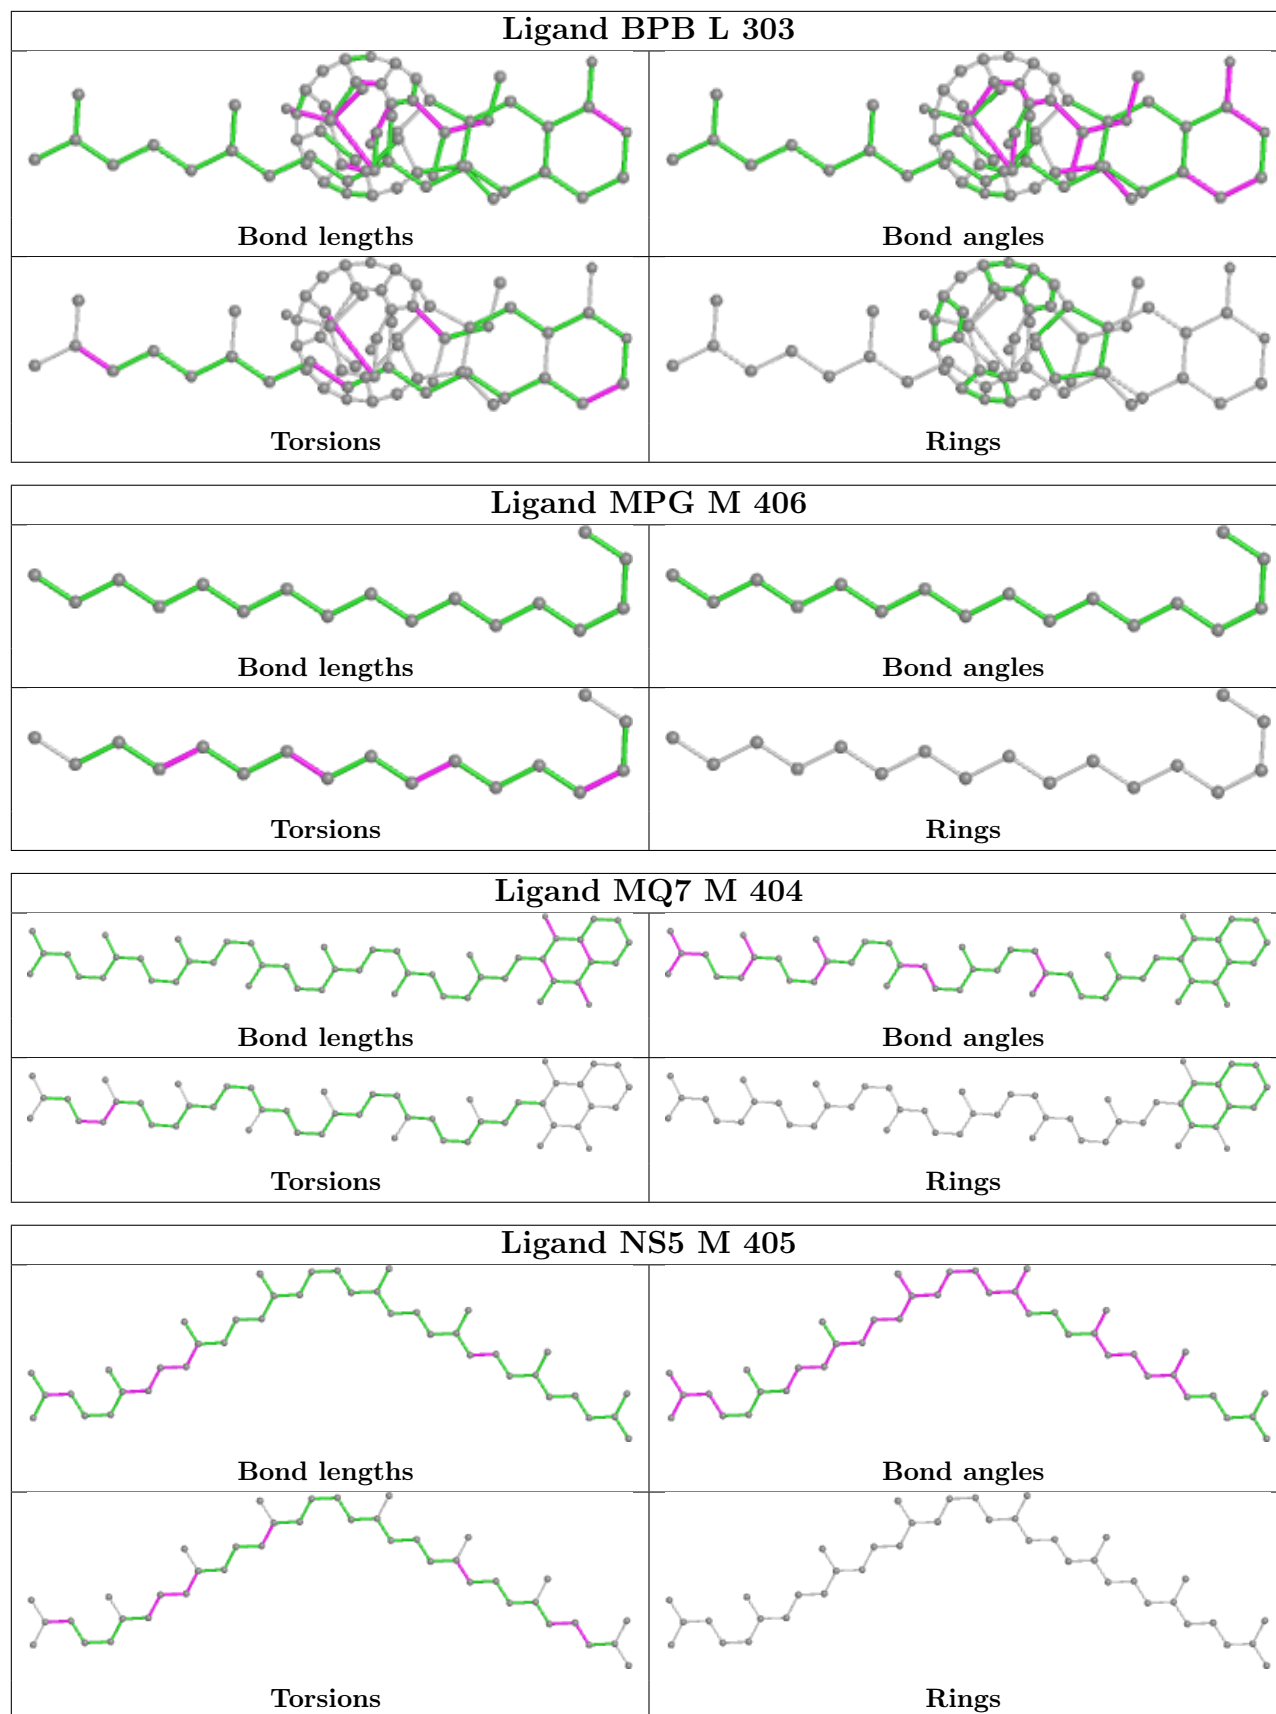 Ligand BPB L 303
Bond lengths
Bond angles
Torsions
Rings
Ligand MPG M 406
Bond lengths
Bond angles
Torsions
Rings
Ligand MQ7 M 404
Bond lengths
Bond angles
Torsions
Rings
Ligand NS5 M 405
Bond lengths
Bond angles
Torsions
Rings